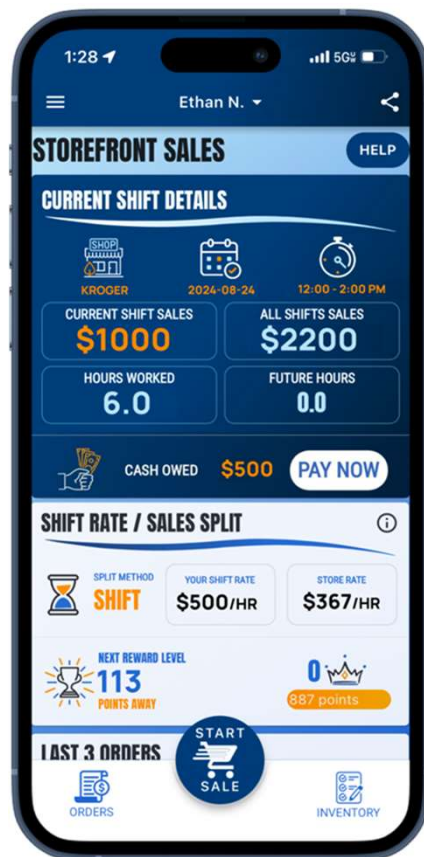 1:28
5G
Ethan N.
STOREFRONT SALES
HELP
CURRENT SHIFT DETAILS
SHOP
KROGER
2024-08-24
12:00 - 2:00 PM
CURRENT SHIFT SALES
$1000
ALL SHIFTS SALES
$2200
HOURS WORKED
6.0
FUTURE HOURS
0.0
CASH OWED $500 PAY NOW
SHIFT RATE / SALES SPLIT
SPLIT METHOD
SHIFT
YOUR SHIFT RATE
$500/HR
STORE RATE
$367/HR
NEXT REWARD LEVEL
113
POINTS AWAY
0
887 points
LAST 3 ORDERS
START
SALE
ORDERS
INVENTORY